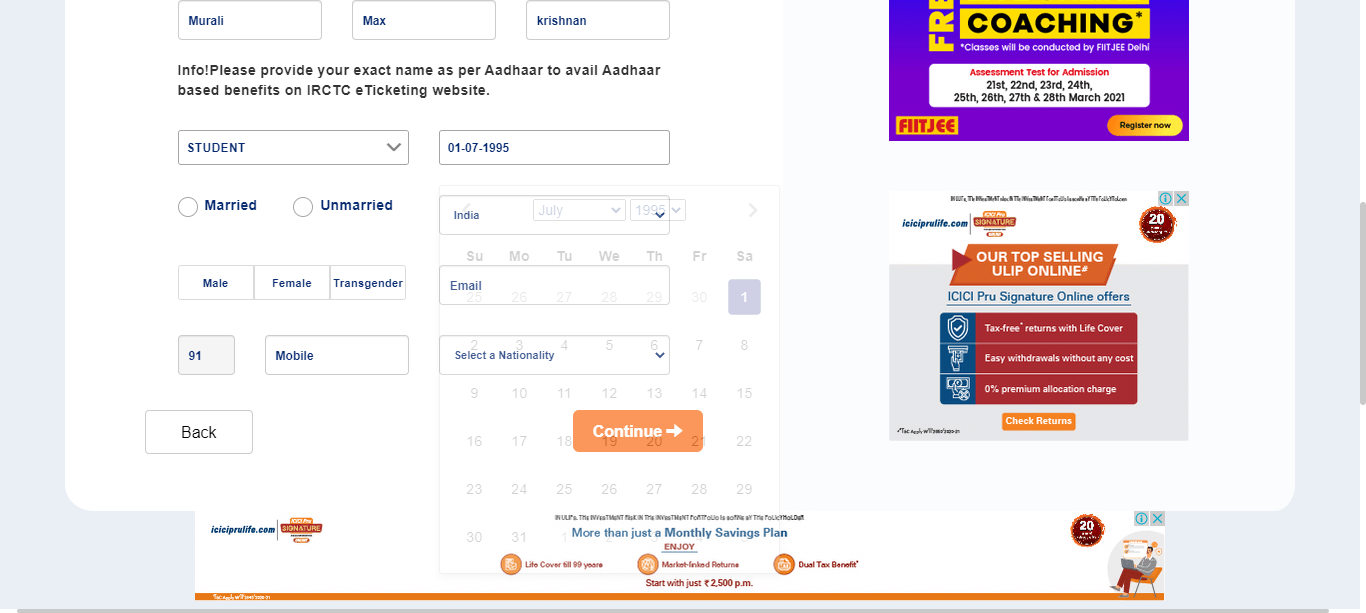 Murali Max krishnan
Info!Please provide your exact name as per Aadhaar to avail Aadhaar
based benefits on IRCTC eTicketing website.
STUDENT 01-07-1995
Married Unmarried
India July 1995
Su Mo Tu We Th Fr Sa
Male Female Transgender
Email
25 26 27 28 29 30 1
91 Mobile
Select a Nationality
2 3 4 5 6 7 8
9 10 11 12 13 14 15
Back
Continue
16 17 18 19 20 21 22
23 24 25 26 27 28 29
30 31 1
FREE
COACHING*
*Classes will be conducted by FIITJEE Delhi
Assessment Test for Admission
21st, 22nd, 23rd, 24th,
25th, 26th, 27th & 28th March 2021
FIITJEE
Register now
iciciprulife.com
ICICI Pru
SIGNATURE
20
OUR TOP SELLING
ULIP ONLINE#
ICICI Pru Signature Online offers
Tax-free* returns with Life Cover
Easy withdrawals without any cost
0% premium allocation charge
Check Returns
iciciprulife.com
ICICI Pru
SIGNATURE
More than just a Monthly Savings Plan
ENJOY
Life Cover till 99 years
Market-linked Returns
Dual Tax Benefit*
Start with just ₹ 2,500 p.m.
20